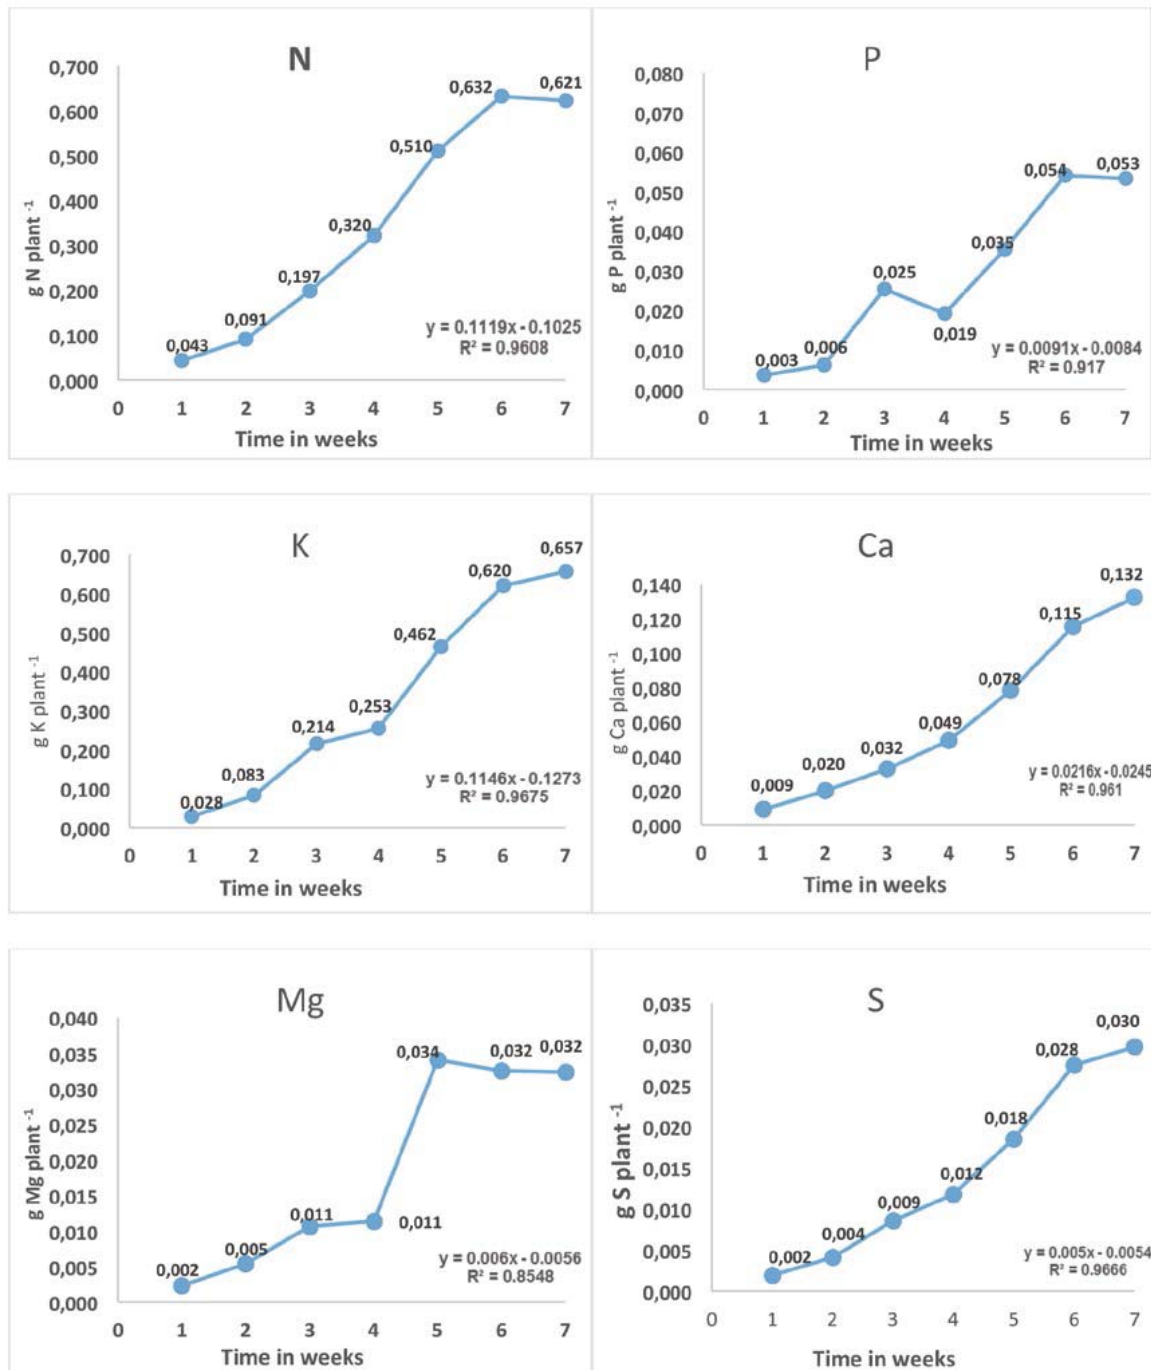 N
0,700
0,600
0,500
0,400
0,300
0,200
0,100
0,000
g N plant -1
0,043
0,091
0,197
0,320
0,510
0,632
0,621
y = 0.1119x - 0.1025
R² = 0.9608
0 1 2 3 4 5 6 7
Time in weeks
P
0,080
0,070
0,060
0,050
0,040
0,030
0,020
0,010
0,000
g P plant -1
0,003
0,006
0,025
0,019
0,035
0,054
0,053
y = 0.0091x - 0.0084
R² = 0.917
0 1 2 3 4 5 6 7
Time in weeks
K
0,700
0,600
0,500
0,400
0,300
0,200
0,100
0,000
g K plant -1
0,028
0,083
0,214
0,253
0,462
0,620
0,657
y = 0.1146x - 0.1273
R² = 0.9675
0 1 2 3 4 5 6 7
Time in weeks
Ca
0,140
0,120
0,100
0,080
0,060
0,040
0,020
0,000
g Ca plant -1
0,009
0,020
0,032
0,049
0,078
0,115
0,132
y = 0.0216x - 0.0245
R² = 0.961
0 1 2 3 4 5 6 7
Time in weeks
Mg
0,040
0,035
0,030
0,025
0,020
0,015
0,010
0,005
0,000
g Mg plant -1
0,002
0,005
0,011
0,011
0,034
0,032
0,032
y = 0.006x - 0.0056
R² = 0.8548
0 1 2 3 4 5 6 7
Time in weeks
S
0,035
0,030
0,025
0,020
0,015
0,010
0,005
0,000
g S plant -1
0,002
0,004
0,009
0,012
0,018
0,028
0,030
y = 0.005x - 0.0054
R² = 0.9666
0 1 2 3 4 5 6 7
Time in weeks